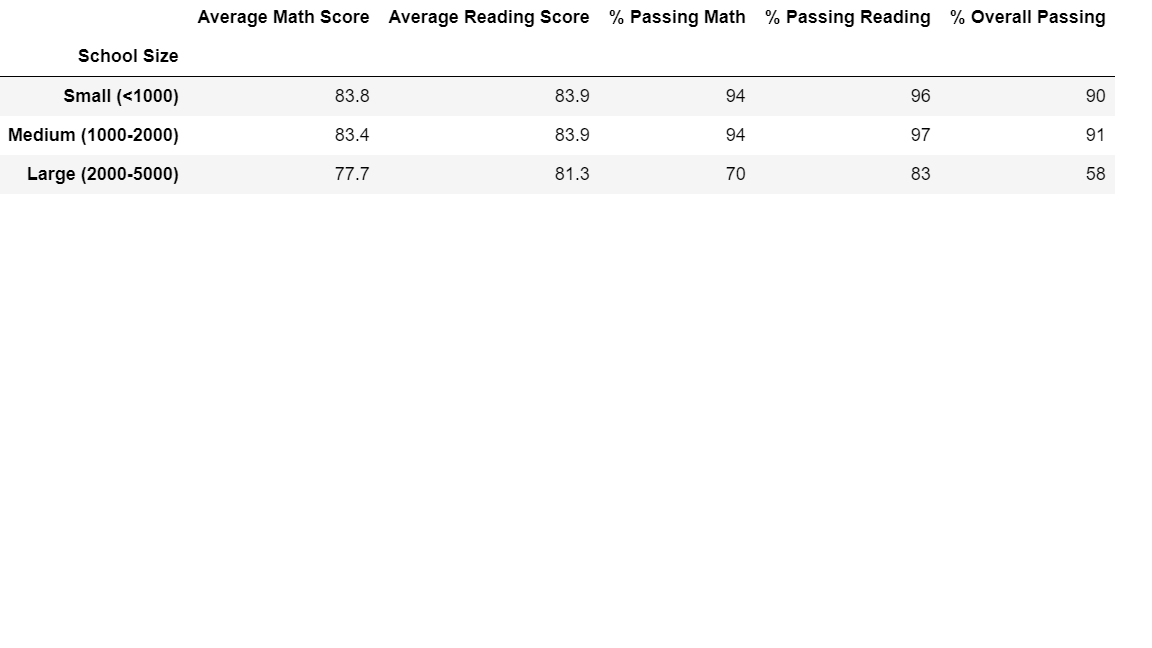 Average Math Score Average Reading Score % Passing Math % Passing Reading % Overall Passing
School Size
Small (<1000) 83.8 83.9 94 96 90
Medium (1000-2000) 83.4 83.9 94 97 91
Large (2000-5000) 77.7 81.3 70 83 58